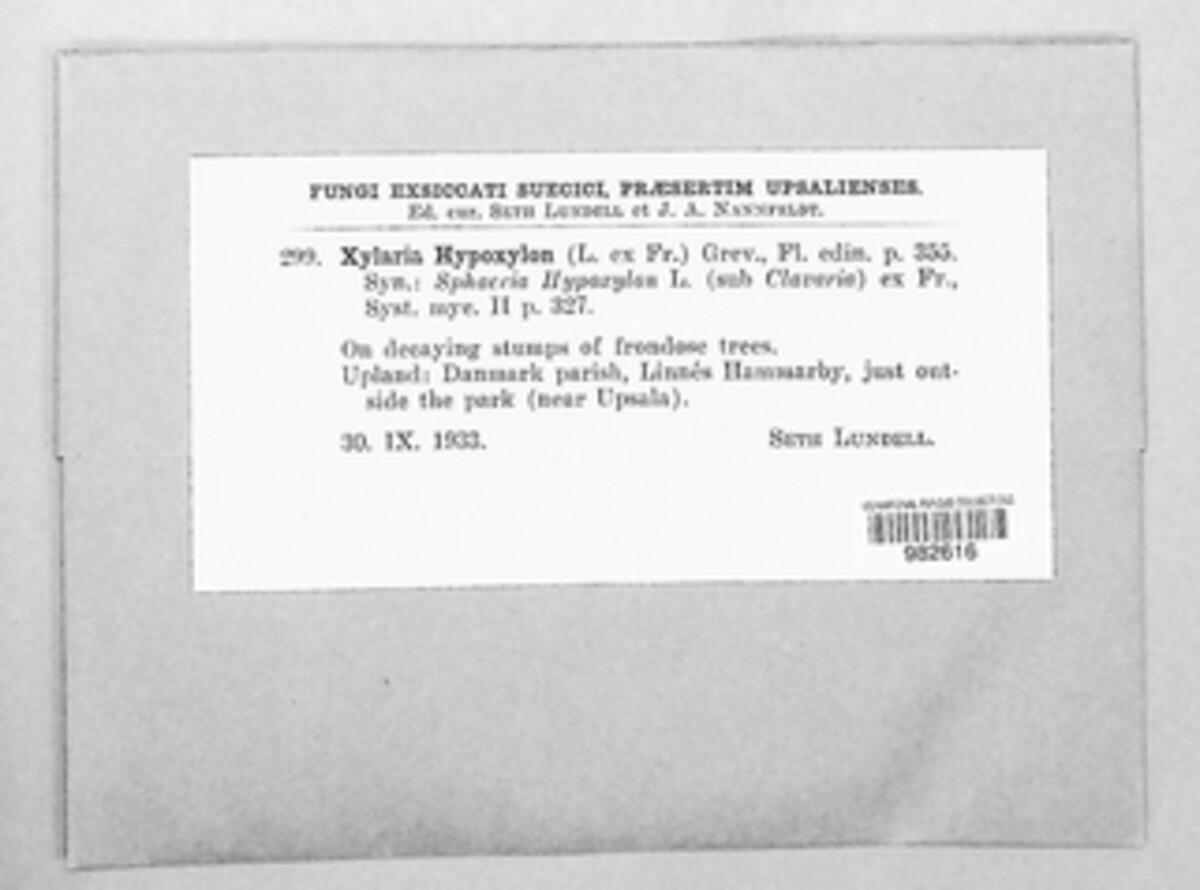 FUNGI EXSICCATI SUECICI, PRÆSERTIM UPSALIENSES.
Ed. cur. SETH LUNDELL et J. A. NANNFELDT.
299. Xylaria Hypoxylon (L. ex Fr.) Grev., Fl. edin. p. 355.
Syn.: Sphaeria Hypoxylon L. (sub Clavaria) ex Fr.,
Syst. myc. II p. 327.
On decaying stumps of frondose trees.
Upland: Danmark parish, Linnés Hammarby, just out-
side the park (near Upsala).
30. IX. 1933. SETH LUNDELL.
982616